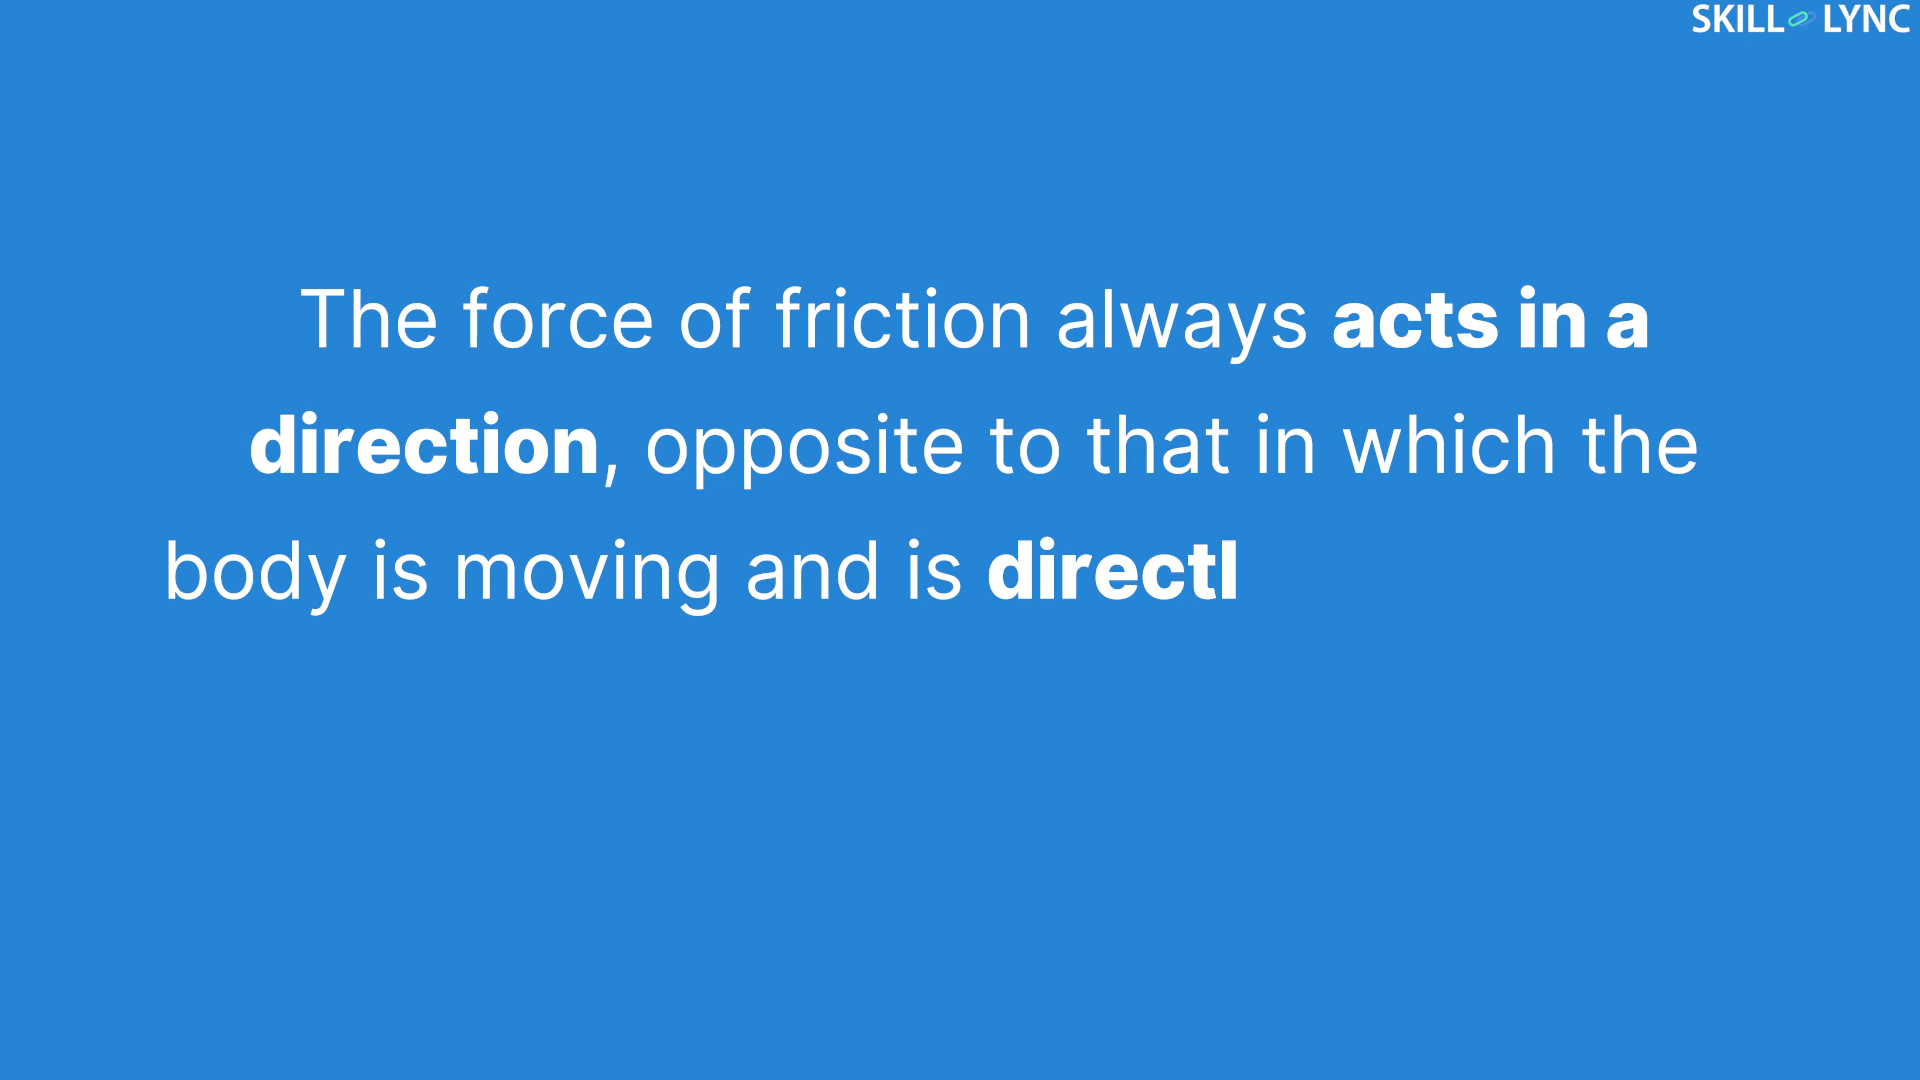 SKILL LYNC
The force of friction always acts in a
direction, opposite to that in which the
body is moving and is directl